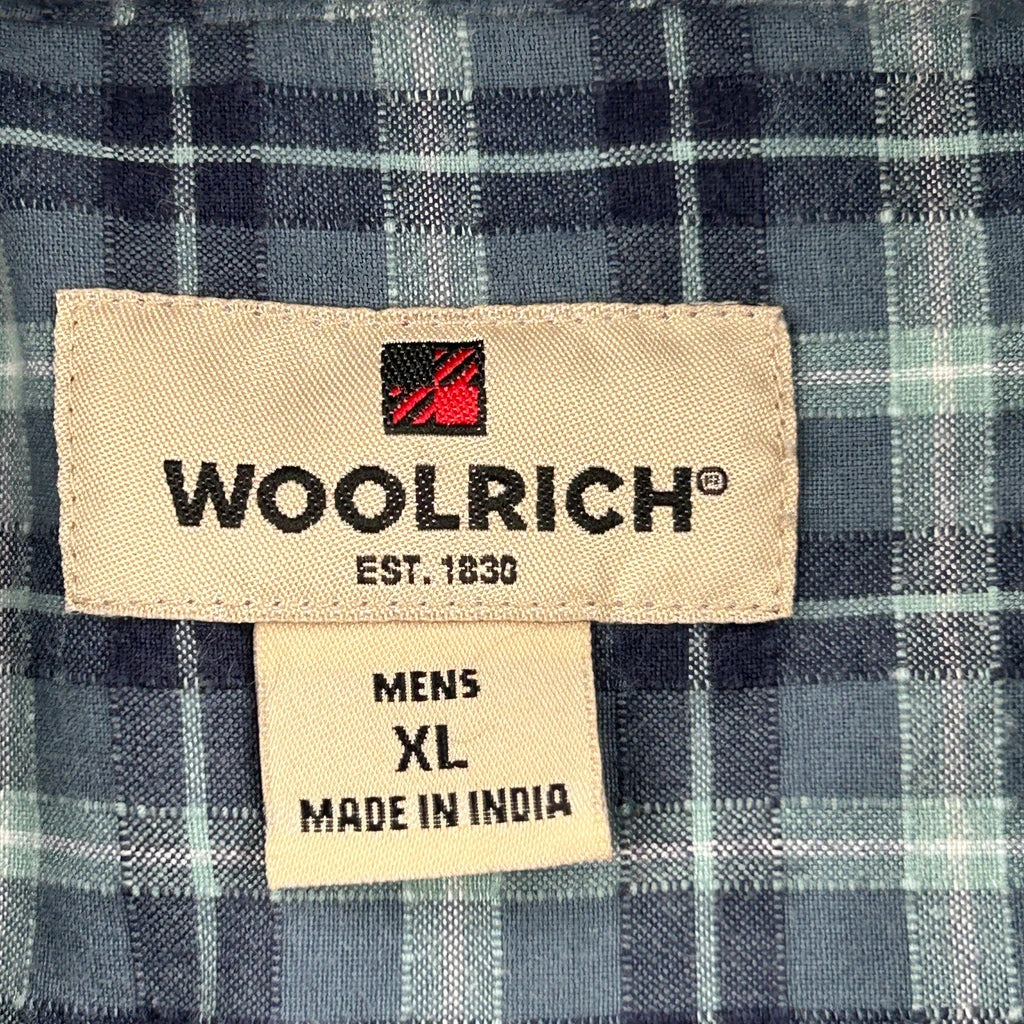 WOOLRICH®
EST. 1830
MENS
XL
MADE IN INDIA